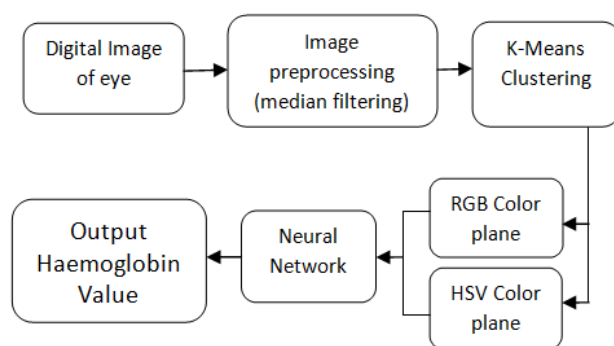 Digital Image
of eye
Image
preprocessing
(median filtering)
K-Means
Clustering
RGB Color
plane
HSV Color
plane
Neural
Network
Output
Haemoglobin
Value